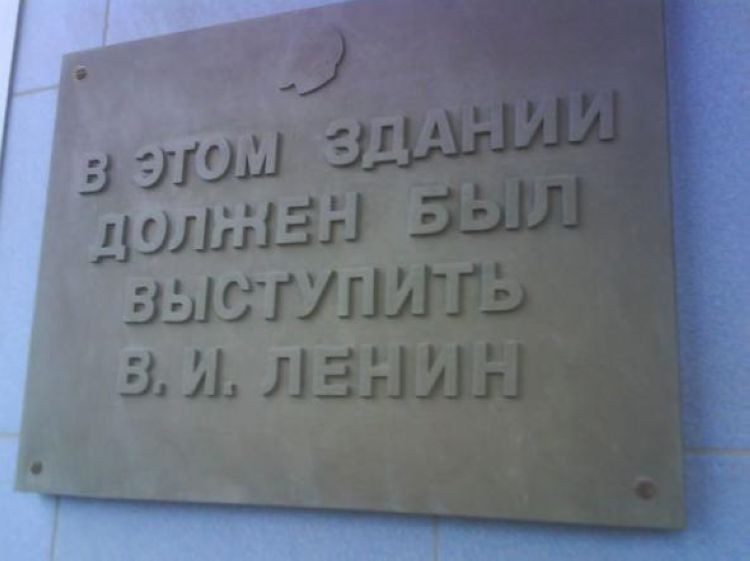 В ЭТОМ ЗДАНИИ
ДОЛЖЕН БЫЛ
ВЫСТУПИТЬ
В. И. ЛЕНИН